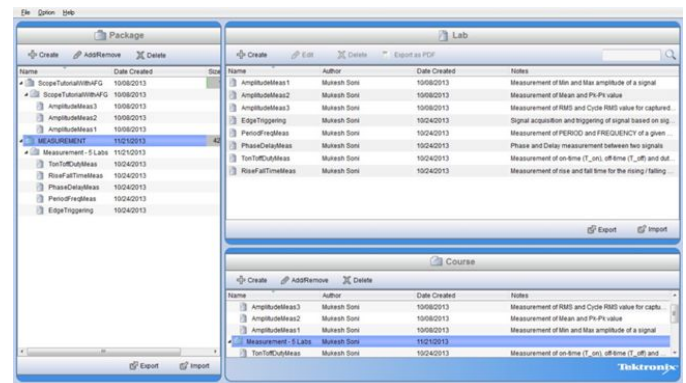 File Option Help
Package
Create Add/Remove Delete
Name Date Created Size
ScopeTutorialWithAFG 10/08/2013
ScopeTutorialWithAFG 10/08/2013
AmplitudeMeas3 10/08/2013
AmplitudeMeas2 10/08/2013
AmplitudeMeas1 10/08/2013
MEASUREMENT 11/21/2013 42
Measurement - 5 Labs 11/21/2013
TonToffDutyMeas 10/24/2013
RiseFallTimeMeas 10/24/2013
PhaseDelayMeas 10/24/2013
PeriodFreqMeas 10/24/2013
EdgeTriggering 10/24/2013
Export Import
Lab
Create Edit Delete Export as PDF
Name Author Date Created Notes
AmplitudeMeas1 Mukesh Soni 10/08/2013 Measurement of Min and Max amplitude of a signal
AmplitudeMeas2 Mukesh Soni 10/08/2013 Measurement of Mean and Pk-Pk value
AmplitudeMeas3 Mukesh Soni 10/08/2013 Measurement of RMS and Cycle RMS value for captured...
EdgeTriggering Mukesh Soni 10/24/2013 Signal acquisition and triggering of signal based on sig...
PeriodFreqMeas Mukesh Soni 10/24/2013 Measurement of PERIOD and FREQUENCY of a given ...
PhaseDelayMeas Mukesh Soni 10/24/2013 Phase and Delay measurement between two signals
TonToffDutyMeas Mukesh Soni 10/24/2013 Measurement of on-time (T_on), off-time (T_off) and dut...
RiseFallTimeMeas Mukesh Soni 10/24/2013 Measurement of rise and fall time for the rising / falling ...
Export Import
Course
Create Add/Remove Delete
Name Author Date Created Notes
AmplitudeMeas3 Mukesh Soni 10/08/2013 Measurement of RMS and Cycle RMS value for captu...
AmplitudeMeas2 Mukesh Soni 10/08/2013 Measurement of Mean and Pk-Pk value
AmplitudeMeas1 Mukesh Soni 10/08/2013 Measurement of Min and Max amplitude of a signal
Measurement - 5 Labs Mukesh Soni 11/21/2013
TonToffDutyMeas Mukesh Soni 10/24/2013 Measurement of on-time (T_on), off-time (T_off) and ...
Tektronix